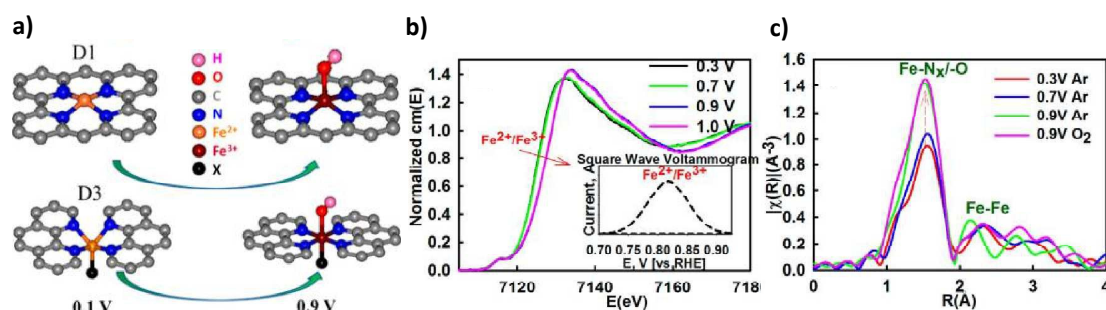 a)
D1
H
O
C
N
Fe2+
Fe3+
X
D3
0.1 V
0.9 V
b)
Normalized cm(E)
1.4
1.2
1.0
0.8
0.6
0.4
0.2
0.0
0.3 V
0.7 V
0.9 V
1.0 V
Fe2+/Fe3+
Square Wave Voltammogram
Fe2+/Fe3+
Current, A
0.70 0.75 0.80 0.85 0.90
E, V [vs,RHE]
7120 7140 7160 7180
E(eV)
c)
|χ(R)|(A-3)
1.6
1.4
1.2
1.0
0.8
0.6
0.4
0.2
0.0
Fe-Nx/-O
0.3V Ar
0.7V Ar
0.9V Ar
0.9V O2
Fe-Fe
0 1 2 3 4
R(A)